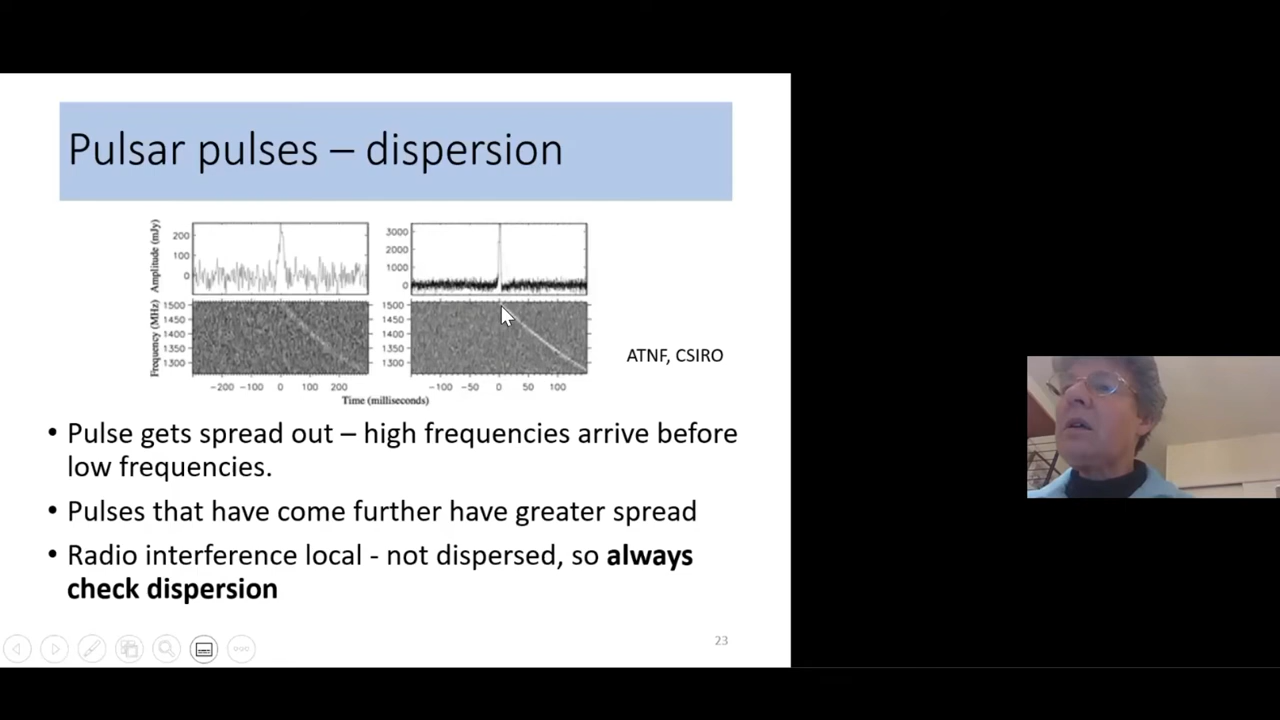 Pulsar pulses – dispersion
Amplitude (mJy)
200
100
0
3000
2000
1000
0
Frequency (MHz)
1500
1450
1400
1350
1300
1500
1450
1400
1350
1300
−200 −100 0 100 200
−100 −50 0 50 100
Time (milliseconds)
ATNF, CSIRO
• Pulse gets spread out – high frequencies arrive before
low frequencies.
• Pulses that have come further have greater spread
• Radio interference local - not dispersed, so always
check dispersion
23